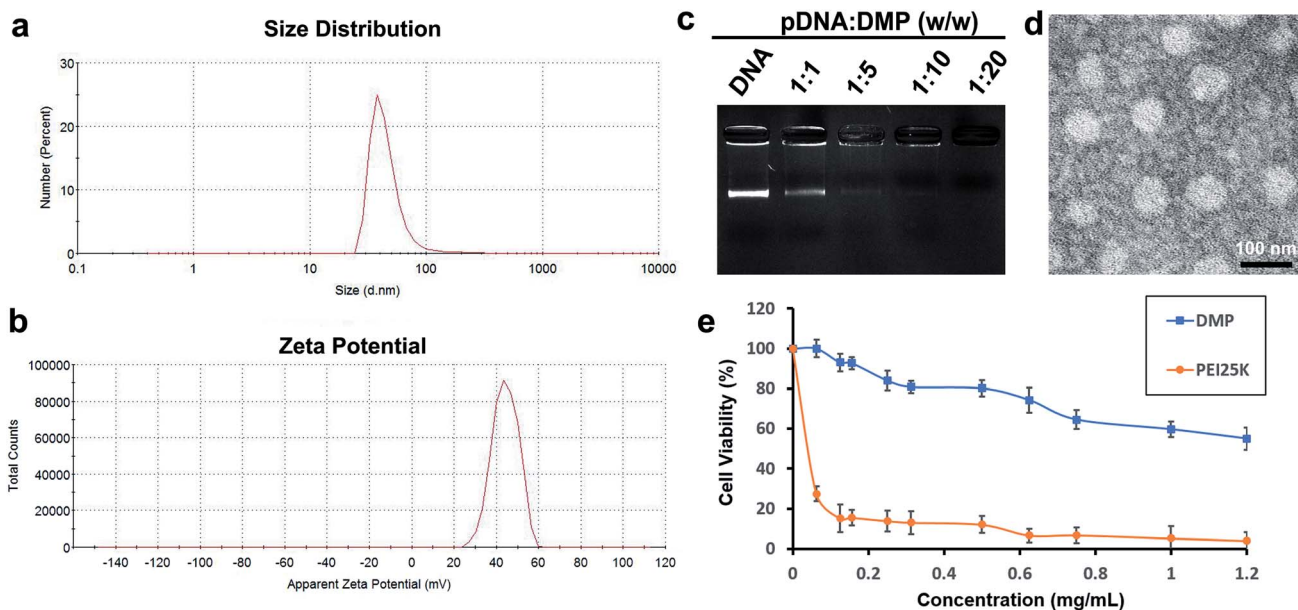 a
Size Distribution
Number (Percent)
30
20
10
0
0.1
1
10
100
1000
10000
Size (d.nm)
b
Zeta Potential
Total Counts
100000
80000
60000
40000
20000
0
-140
-120
-100
-80
-60
-40
-20
0
20
40
60
80
100
120
Apparent Zeta Potential (mV)
c
pDNA:DMP (w/w)
DNA
1:1
1:5
1:10
1:20
d
100 nm
e
DMP
PEI25K
Cell Viability (%)
120
100
80
60
40
20
0
0
0.2
0.4
0.6
0.8
1
1.2
Concentration (mg/mL)